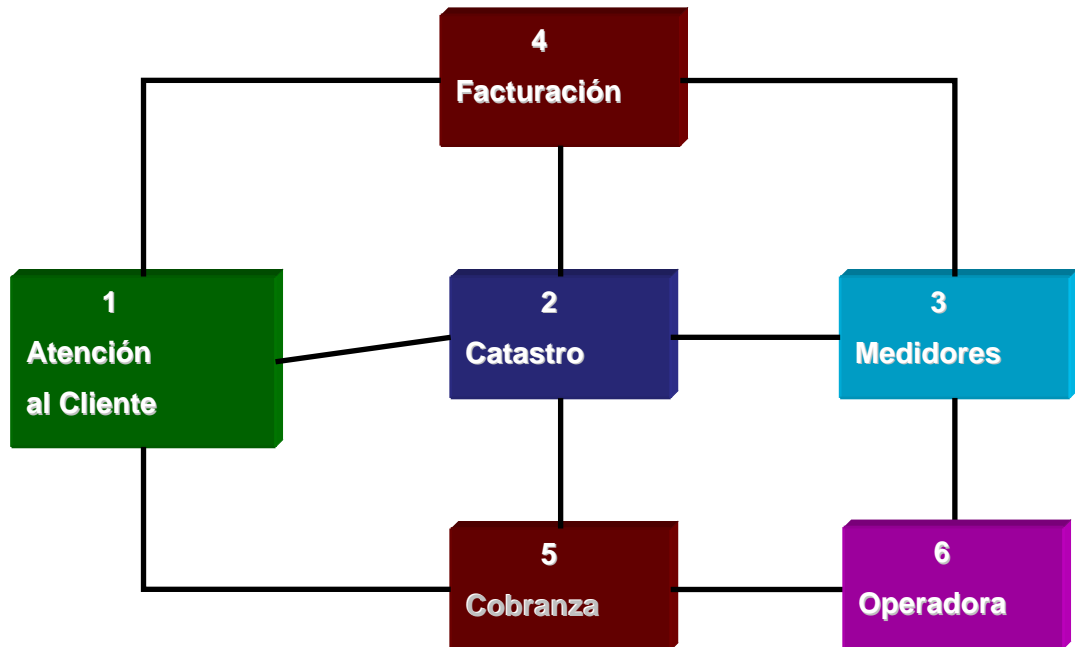 4
Facturación
1
Atención
al Cliente
2
Catastro
3
Medidores
5
Cobranza
6
Operadora